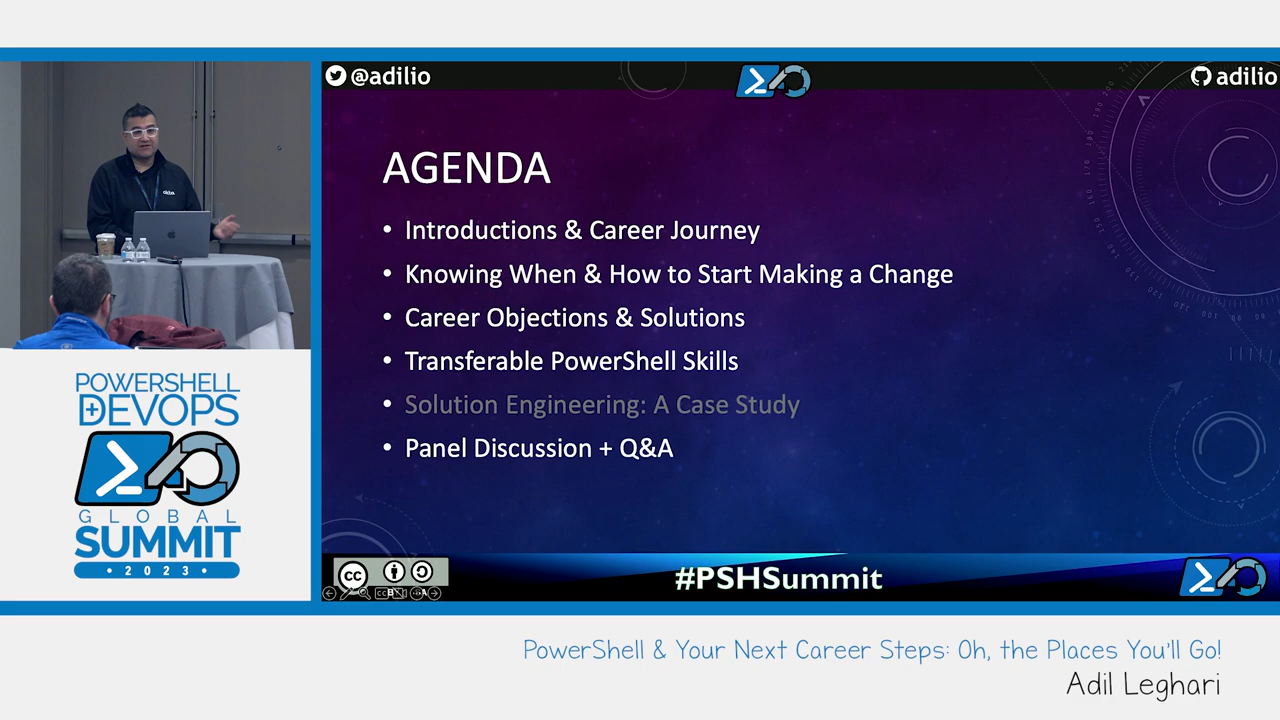 @adilio
adilio
AGENDA
• Introductions & Career Journey
• Knowing When & How to Start Making a Change
• Career Objections & Solutions
• Transferable PowerShell Skills
• Solution Engineering: A Case Study
• Panel Discussion + Q&A
okta
POWERSHELL
+DEVOPS
GLOBAL
SUMMIT
• 2023 •
cc
#PSHSummit
PowerShell & Your Next Career Steps: Oh, the Places You'll Go!
Adil Leghari